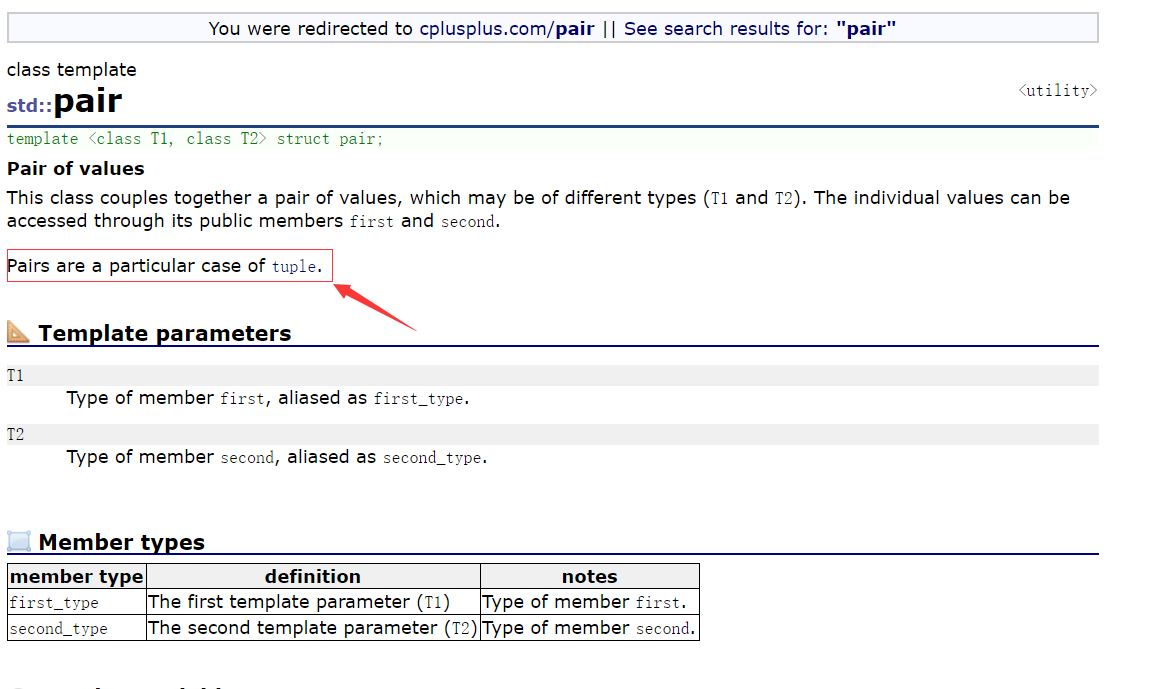 You were redirected to cplusplus.com/pair || See search results for: "pair"
class template
<utility>
std::pair
template <class T1, class T2> struct pair;
Pair of values
This class couples together a pair of values, which may be of different types (T1 and T2). The individual values can be
accessed through its public members first and second.
Pairs are a particular case of tuple.
Template parameters
T1
Type of member first, aliased as first_type.
T2
Type of member second, aliased as second_type.
Member types
member type definition notes
first_type The first template parameter (T1) Type of member first.
second_type The second template parameter (T2) Type of member second.